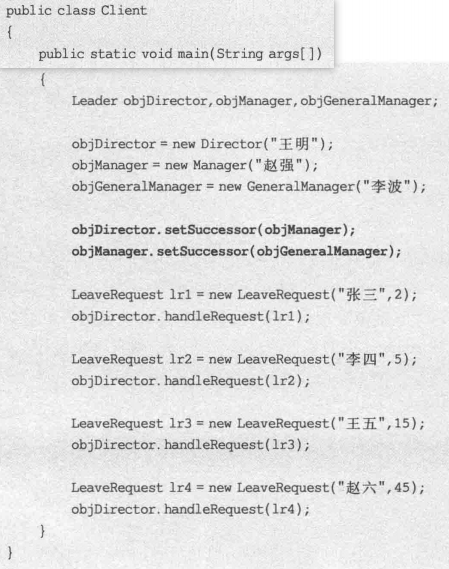 public class Client
{
    public static void main(String args[])
    {
        Leader objDirector,objManager,objGeneralManager;

        objDirector = new Director("王明");
        objManager = new Manager("赵强");
        objGeneralManager = new GeneralManager("李波");

        objDirector.setSuccessor(objManager);
        objManager.setSuccessor(objGeneralManager);

        LeaveRequest lr1 = new LeaveRequest("张三",2);
        objDirector.handleRequest(lr1);

        LeaveRequest lr2 = new LeaveRequest("李四",5);
        objDirector.handleRequest(lr2);

        LeaveRequest lr3 = new LeaveRequest("王五",15);
        objDirector.handleRequest(lr3);

        LeaveRequest lr4 = new LeaveRequest("赵六",45);
        objDirector.handleRequest(lr4);
    }
}